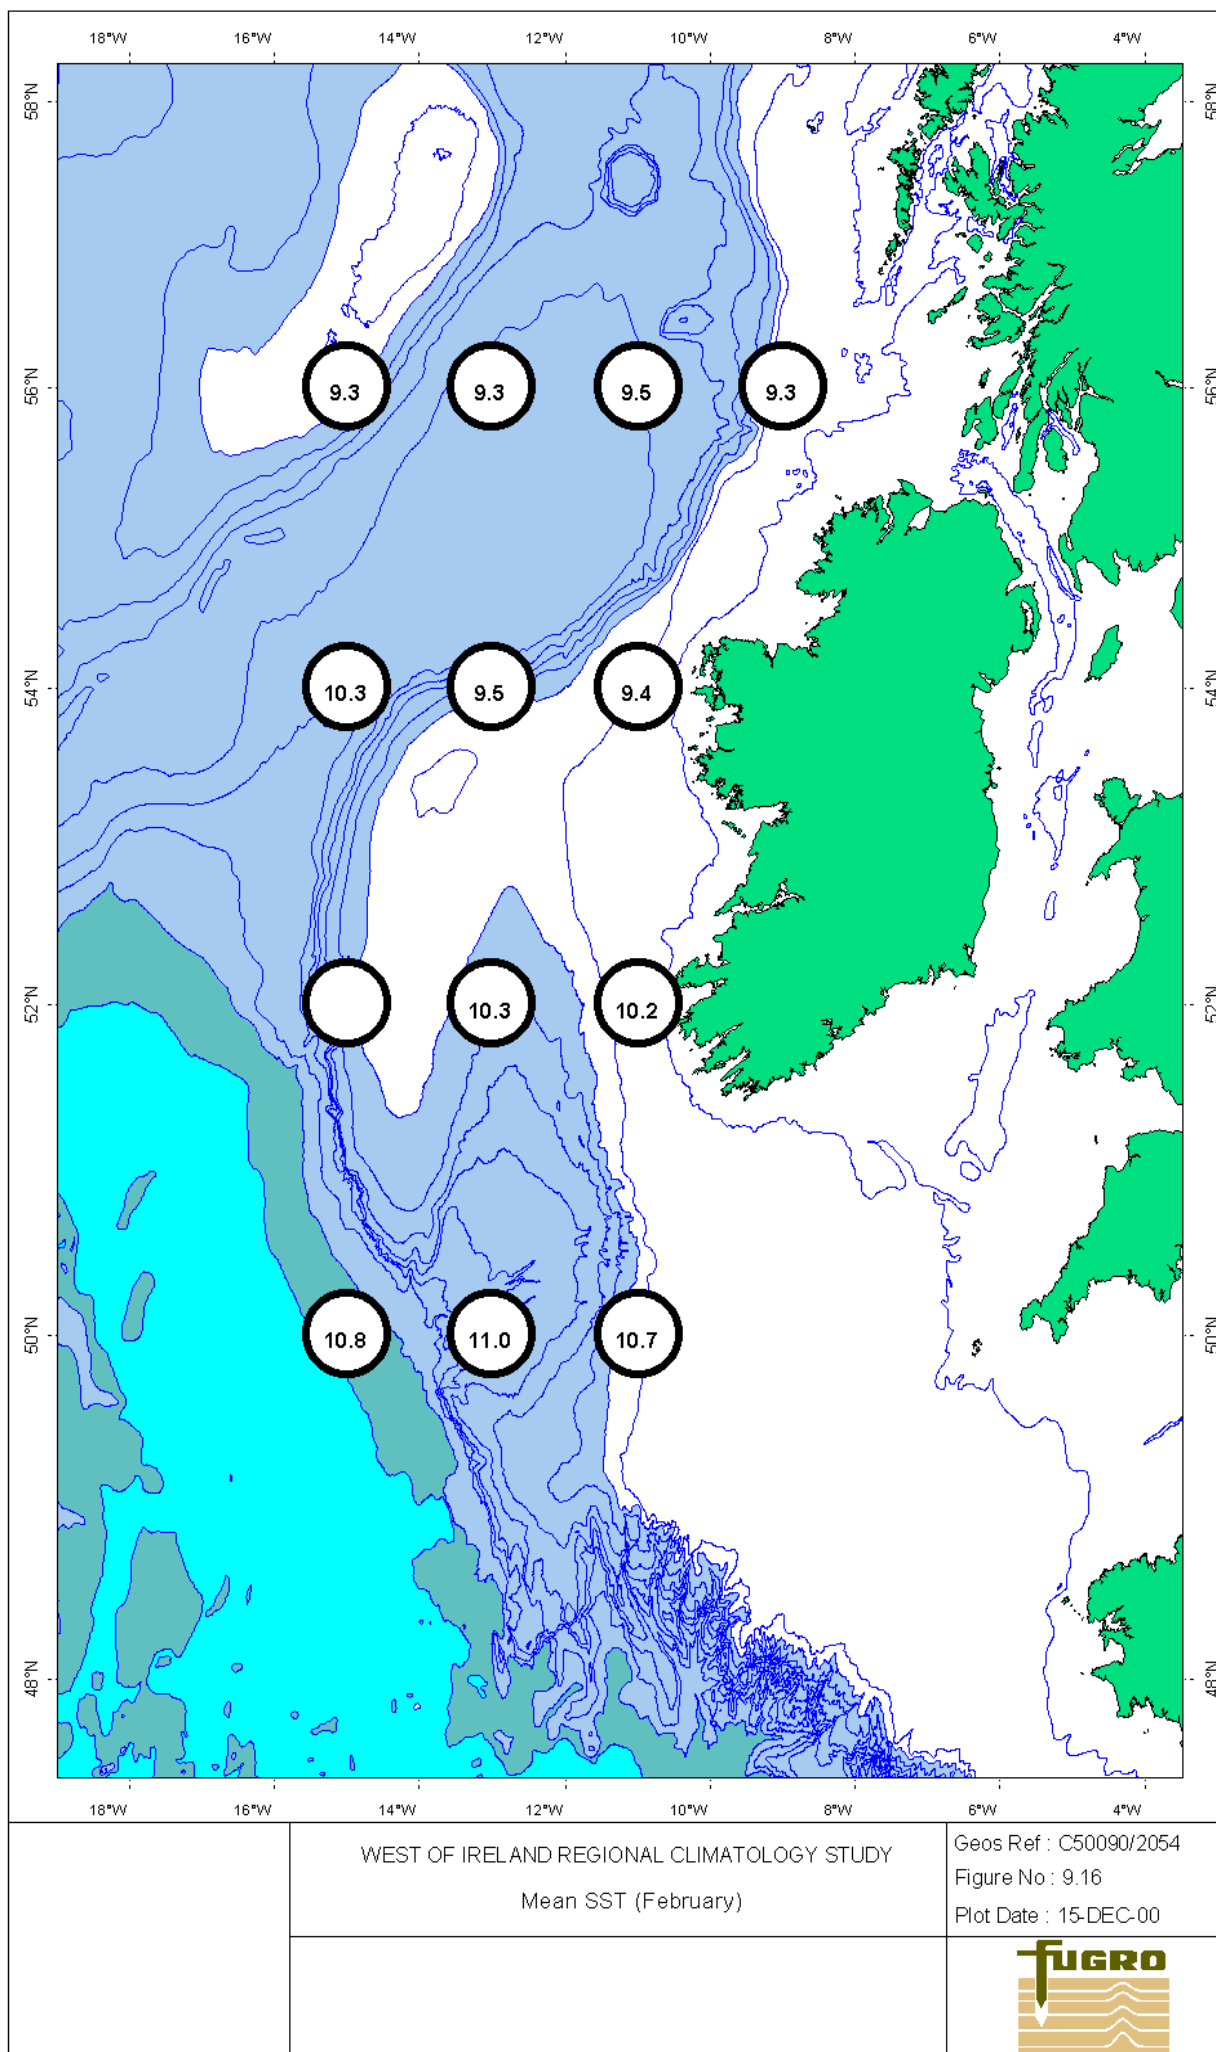 18°W 16°W 14°W 12°W 10°W 8°W 6°W 4°W
58°N 58°N
56°N 9.3 9.3 9.5 9.3 56°N
54°N 10.3 9.5 9.4 54°N
52°N 10.3 10.2 52°N
50°N 10.8 11.0 10.7 50°N
48°N 48°N
18°W 16°W 14°W 12°W 10°W 8°W 6°W 4°W
WEST OF IRELAND REGIONAL CLIMATOLOGY STUDY
Mean SST (February)
Geos Ref : C50090/2054
Figure No : 9.16
Plot Date : 15-DEC-00
FUGRO